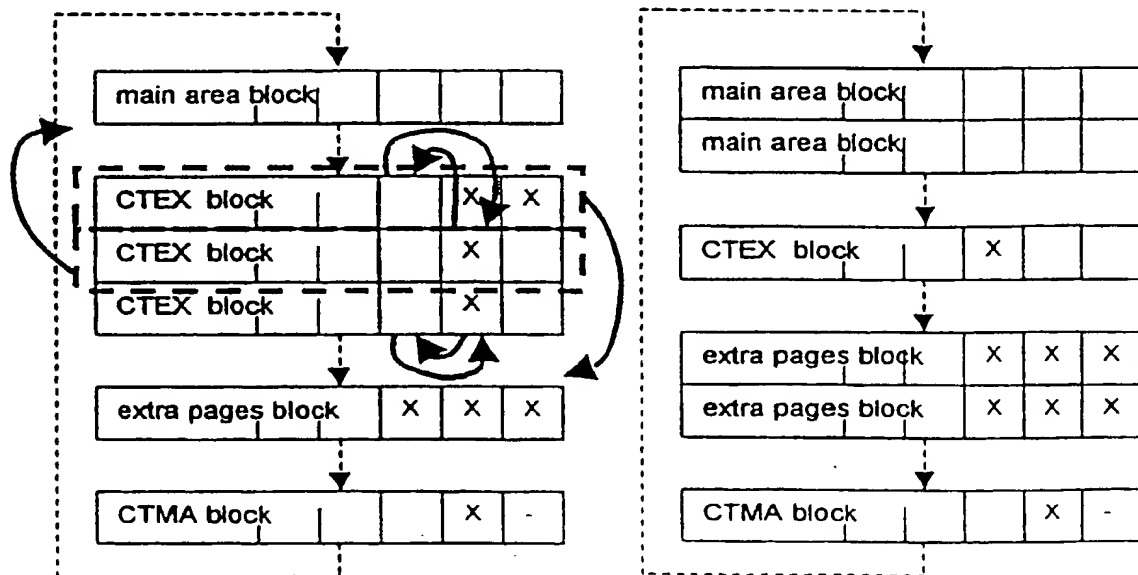 main area block
CTEX block X X
CTEX block X
CTEX block X
extra pages block X X X
CTMA block X -
main area block
main area block
CTEX block X
extra pages block X X X
extra pages block X X X
CTMA block X -